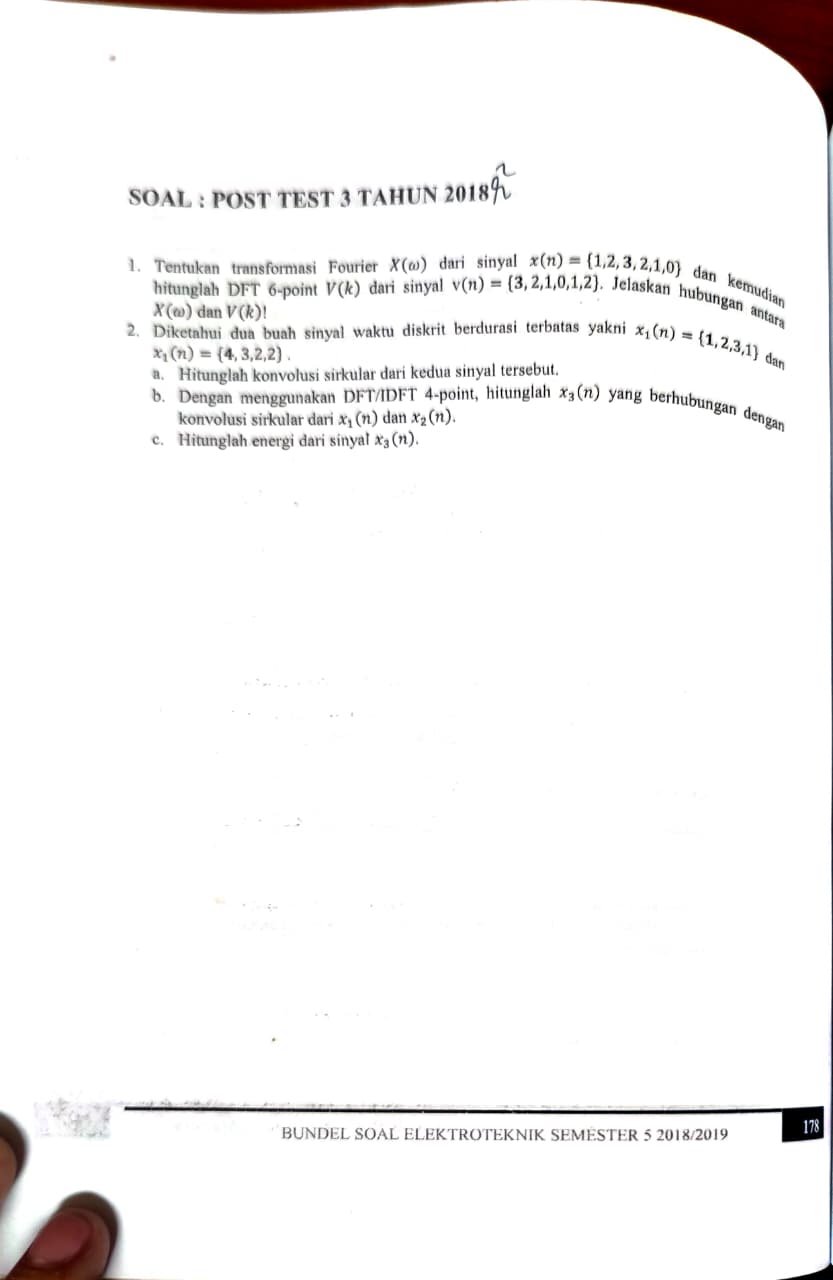 SOAL : POST TEST 3 TAHUN 2018
1. Tentukan transformasi Fourier X(ω) dari sinyal x(n) = {1,2, 3, 2,1,0} dan kemudian
hitunglah DFT 6-point V(k) dari sinyal v(n) = {3, 2,1,0,1,2}. Jelaskan hubungan antara
X(ω) dan V(k)!
2. Diketahui dua buah sinyal waktu diskrit berdurasi terbatas yakni x₁(n) = {1,2,3,1} dan
x₁(n) = {4, 3,2,2} .
a. Hitunglah konvolusi sirkular dari kedua sinyal tersebut.
b. Dengan menggunakan DFT/IDFT 4-point, hitunglah x₃(n) yang berhubungan dengan
konvolusi sirkular dari x₁(n) dan x₂(n).
c. Hitunglah energi dari sinyal x₃(n).
BUNDEL SOAL ELEKTROTEKNIK SEMESTER 5 2018/2019
178